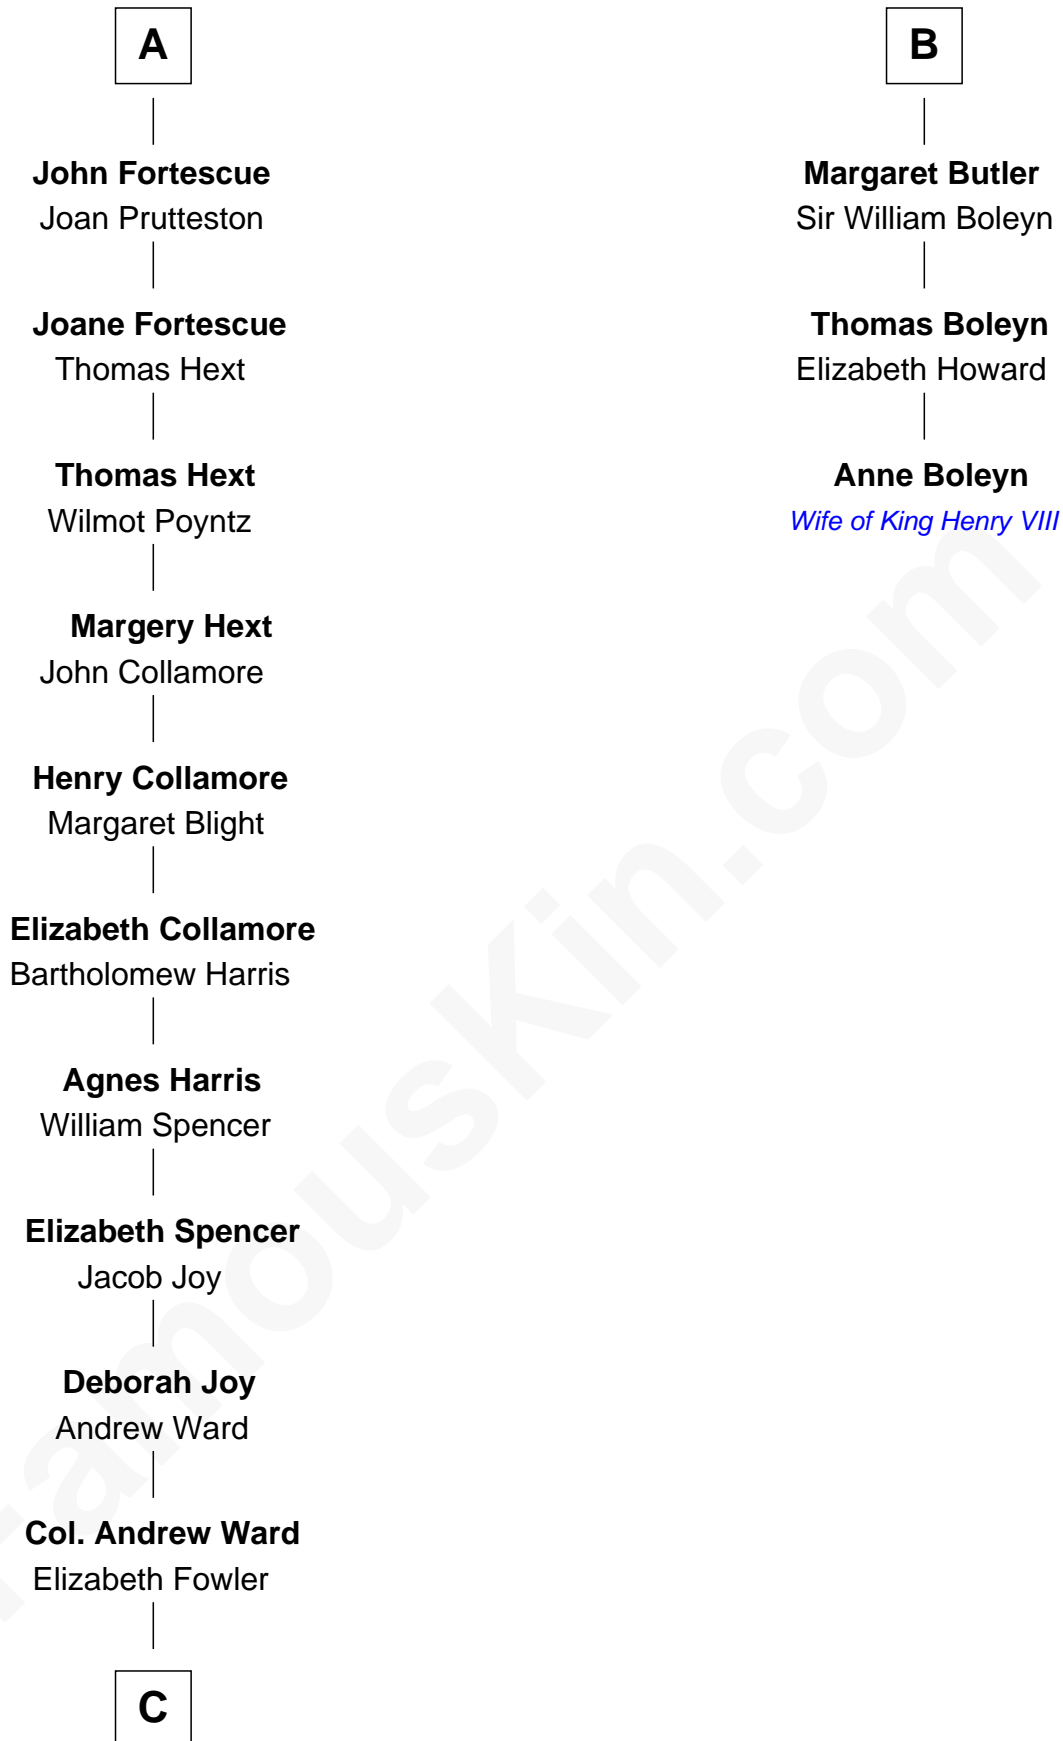 A
John Fortescue
Joan Prutteston
Joane Fortescue
Thomas Hext
Thomas Hext
Wilmot Poyntz
Margery Hext
John Collamore
Henry Collamore
Margaret Blight
Elizabeth Collamore
Bartholomew Harris
Agnes Harris
William Spencer
Elizabeth Spencer
Jacob Joy
Deborah Joy
Andrew Ward
Col. Andrew Ward
Elizabeth Fowler
C
B
Margaret Butler
Sir William Boleyn
Thomas Boleyn
Elizabeth Howard
Anne Boleyn
Wife of King Henry VIII
FamousKin.com